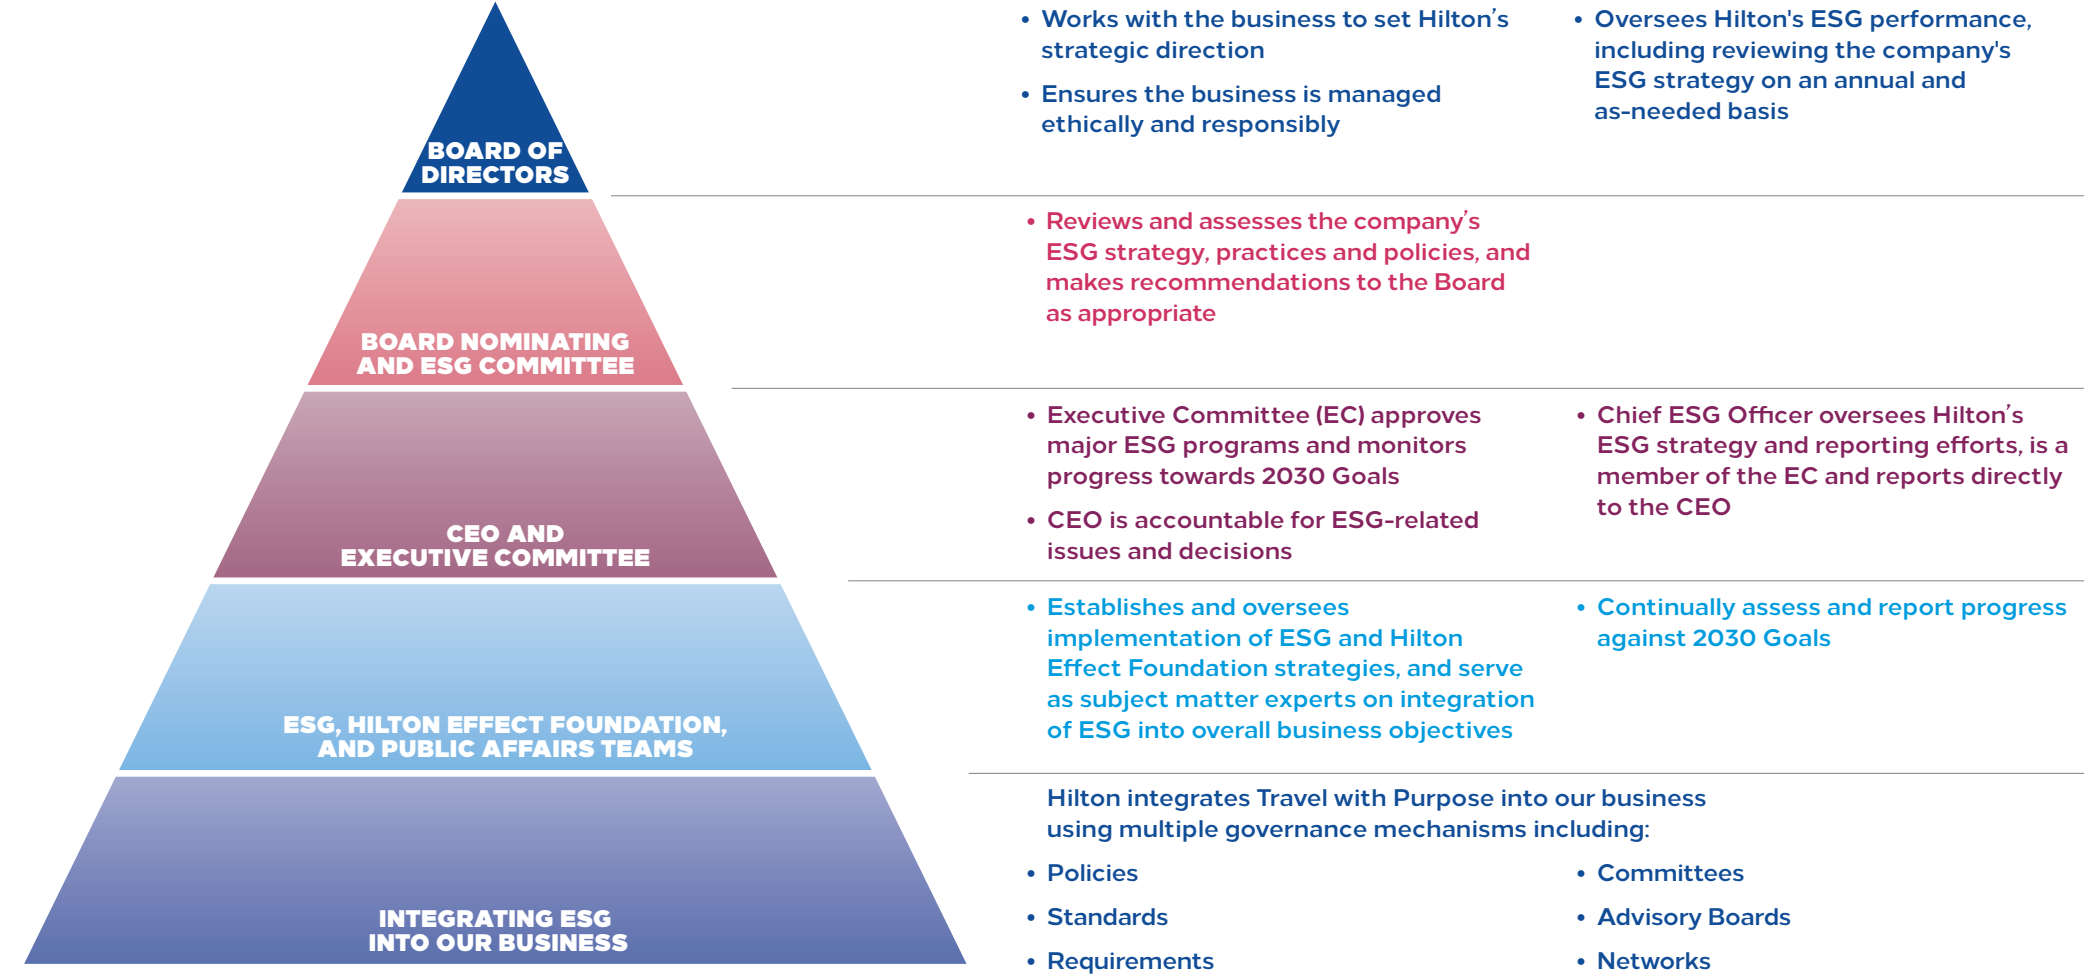 BOARD OF
DIRECTORS
• Works with the business to set Hilton’s
strategic direction
• Ensures the business is managed
ethically and responsibly
• Oversees Hilton's ESG performance,
including reviewing the company's
ESG strategy on an annual and
as-needed basis
BOARD NOMINATING
AND ESG COMMITTEE
• Reviews and assesses the company’s
ESG strategy, practices and policies, and
makes recommendations to the Board
as appropriate
CEO AND
EXECUTIVE COMMITTEE
• Executive Committee (EC) approves
major ESG programs and monitors
progress towards 2030 Goals
• CEO is accountable for ESG-related
issues and decisions
• Chief ESG Officer oversees Hilton’s
ESG strategy and reporting efforts, is a
member of the EC and reports directly
to the CEO
ESG, HILTON EFFECT FOUNDATION,
AND PUBLIC AFFAIRS TEAMS
• Establishes and oversees
implementation of ESG and Hilton
Effect Foundation strategies, and serve
as subject matter experts on integration
of ESG into overall business objectives
• Continually assess and report progress
against 2030 Goals
INTEGRATING ESG
INTO OUR BUSINESS
Hilton integrates Travel with Purpose into our business
using multiple governance mechanisms including:
• Policies
• Standards
• Requirements
• Committees
• Advisory Boards
• Networks